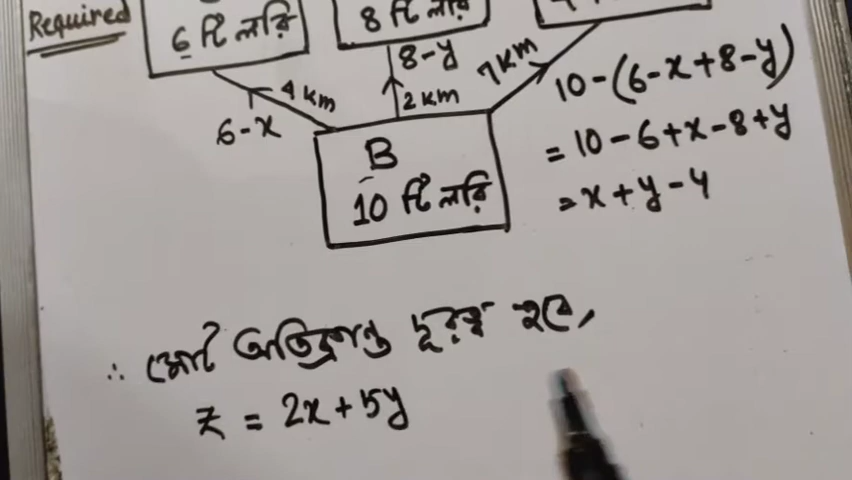 Required
6 টি লরি
8 টি লরি
8-y
4 km
2 km
7 km
6-x
10-(6-x+8-y)
= 10-6+x-8+y
= x+y-4
B
10 টি লরি
∴ মোট অতিক্রান্ত দূরত্ব হবে,
z = 2x+5y